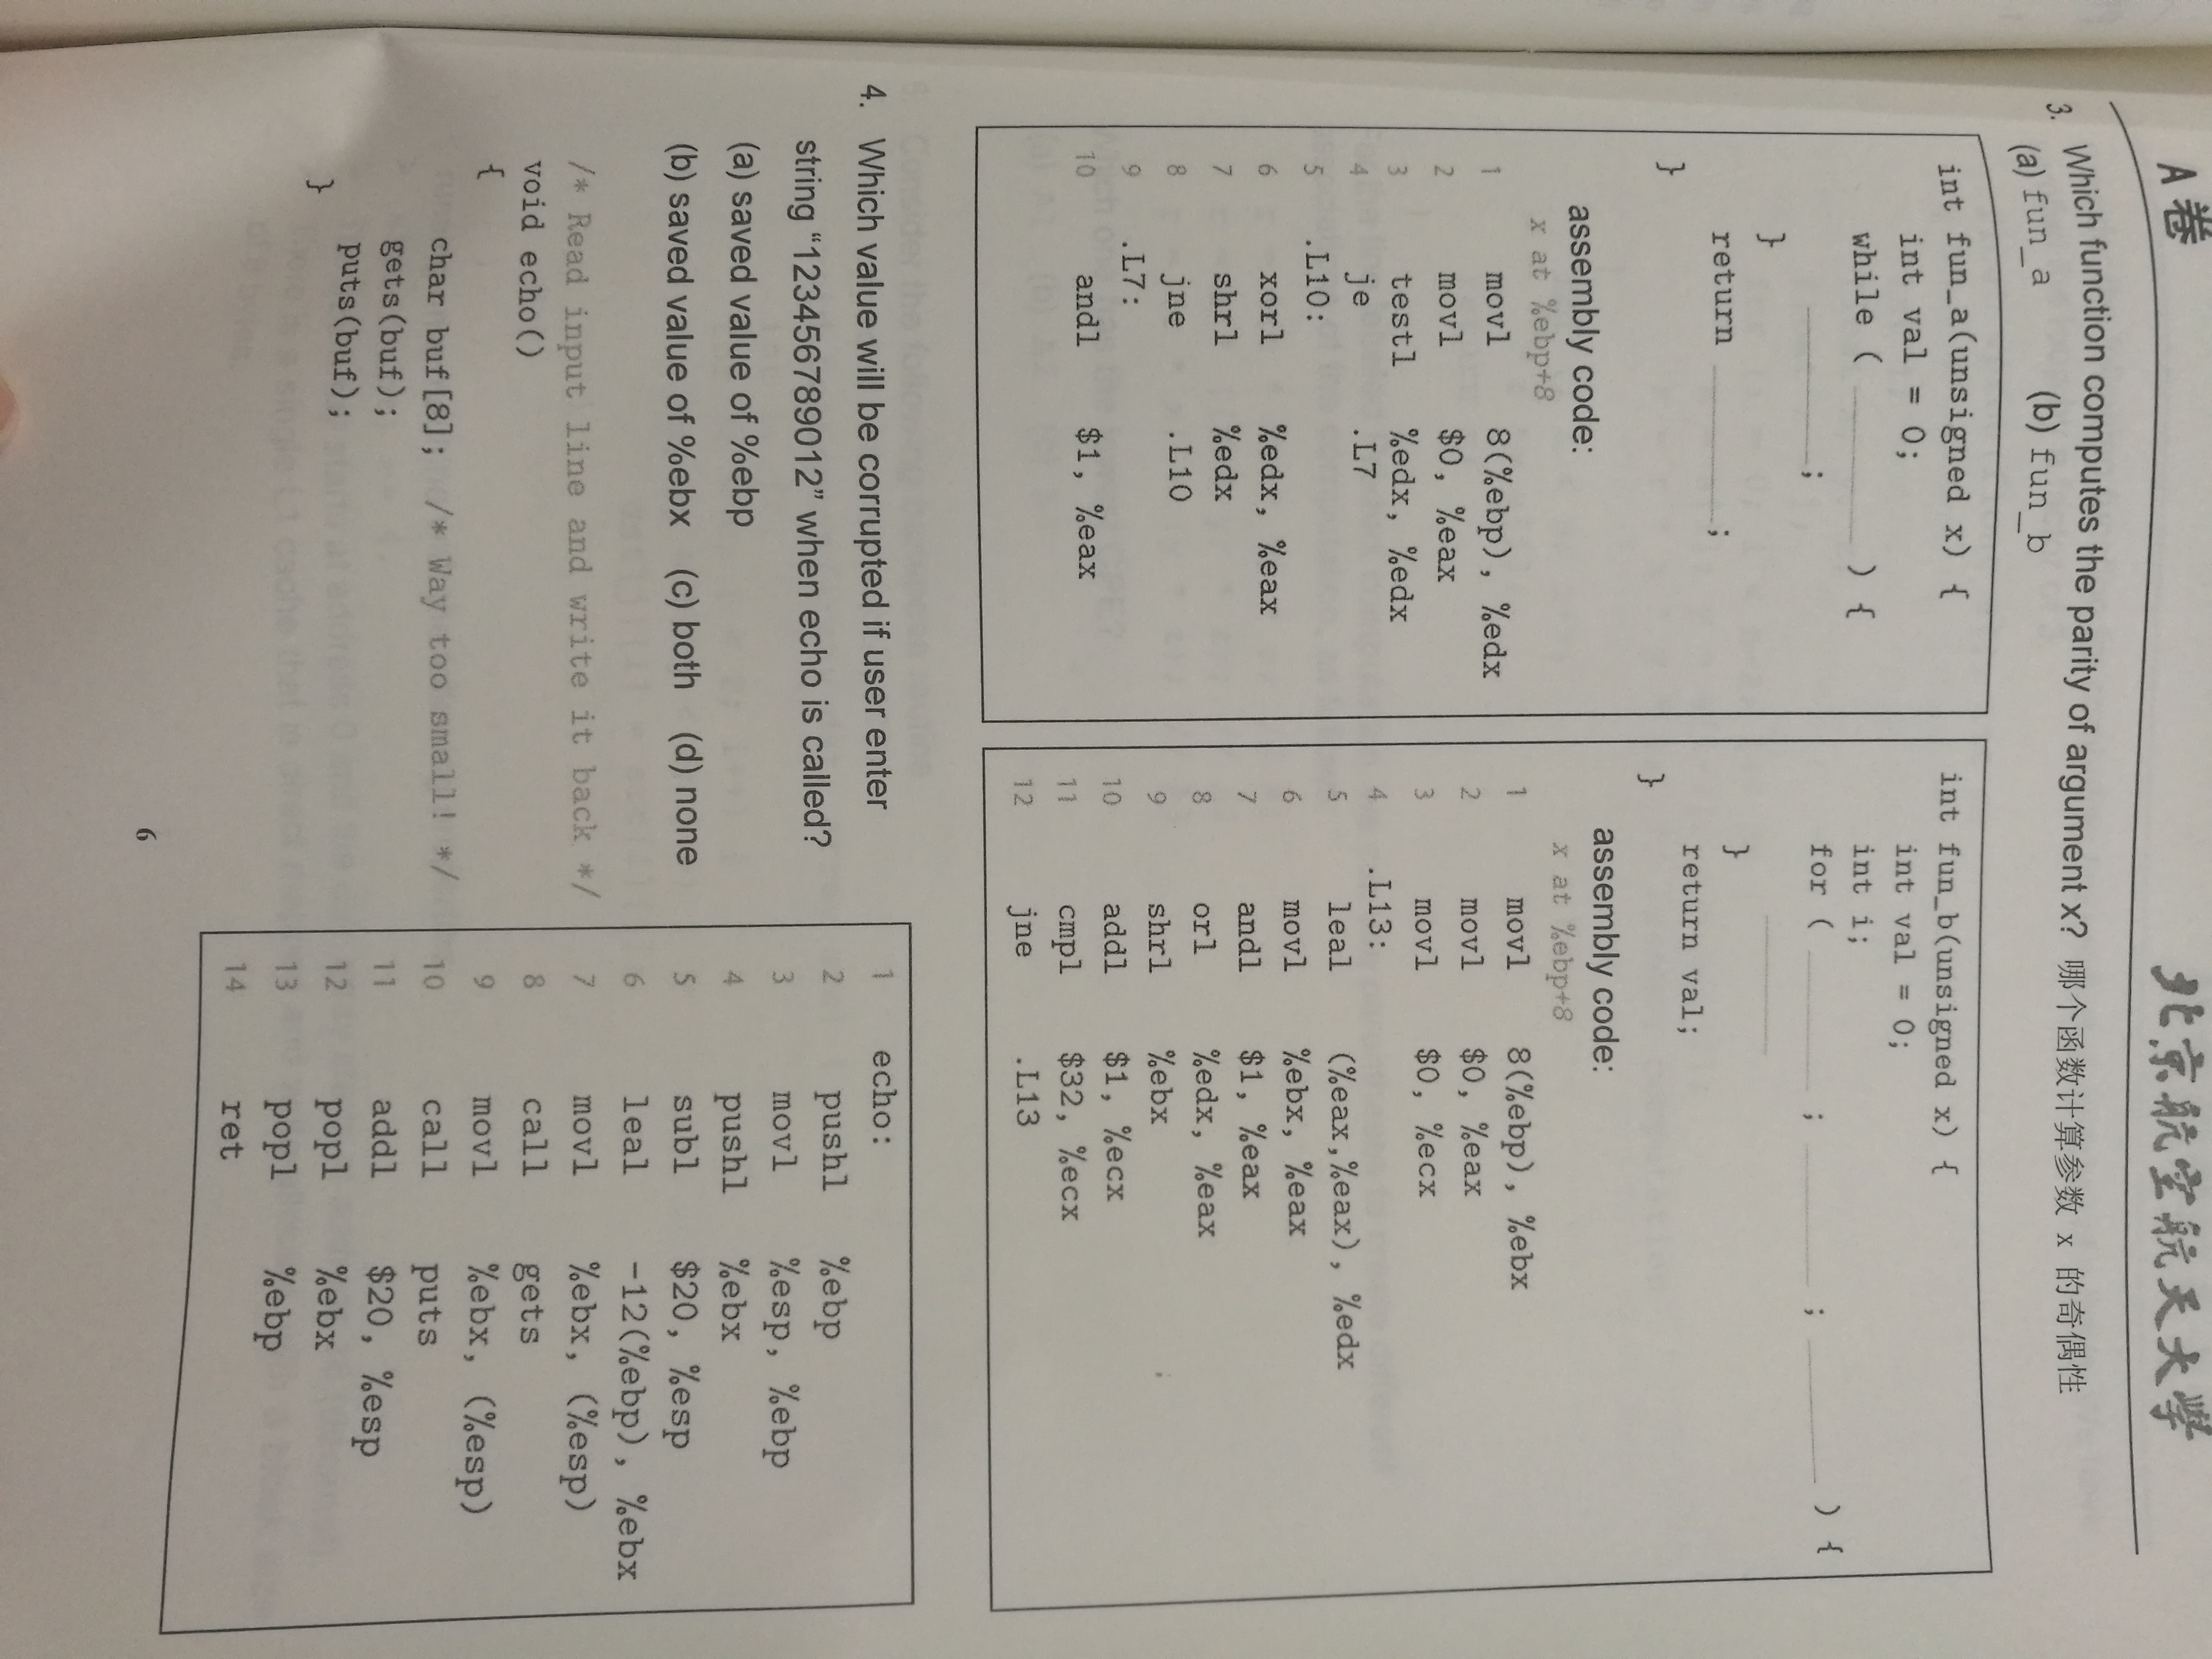 A 卷 北京航空航天大學
3. Which function computes the parity of argument x? 哪个函数计算参数 x 的奇偶性
(a) fun_a (b) fun_b
int fun_a(unsigned x) {
int val = 0;
while ( ________ ) {
________;
}
return ________;
}
assembly code:
x at %ebp+8
1 movl 8(%ebp), %edx
2 movl $0, %eax
3 testl %edx, %edx
4 je .L7
5 .L10:
6 xorl %edx, %eax
7 shrl %edx
8 jne .L10
9 .L7:
10 andl $1, %eax
int fun_b(unsigned x) {
int val = 0;
int i;
for ( ________ ; ________ ; ________ ) {
________
}
return val;
}
assembly code:
x at %ebp+8
1 movl 8(%ebp), %ebx
2 movl $0, %eax
3 movl $0, %ecx
4 .L13:
5 leal (%eax,%eax), %edx
6 movl %ebx, %eax
7 andl $1, %eax
8 orl %edx, %eax
9 shrl %ebx
10 addl $1, %ecx
11 cmpl $32, %ecx
12 jne .L13
4. Which value will be corrupted if user enter
string “123456789012” when echo is called?
(a) saved value of %ebp
(b) saved value of %ebx (c) both (d) none
/* Read input line and write it back */
void echo()
{
char buf[8]; /* Way too small! */
gets(buf);
puts(buf);
}
1 echo:
2 pushl %ebp
3 movl %esp, %ebp
4 pushl %ebx
5 subl $20, %esp
6 leal -12(%ebp), %ebx
7 movl %ebx, (%esp)
8 call gets
9 movl %ebx, (%esp)
10 call puts
11 addl $20, %esp
12 popl %ebx
13 popl %ebp
14 ret
6